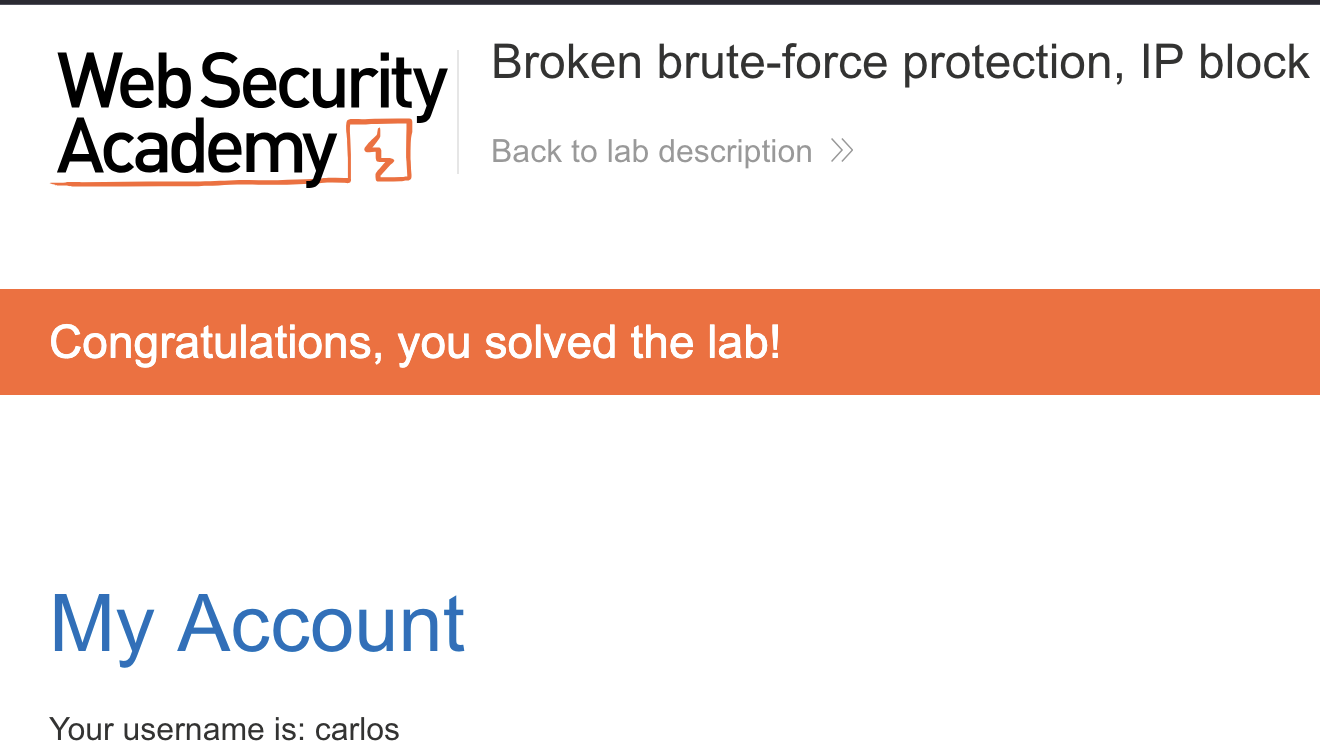 Web Security
Academy
Broken brute-force protection, IP block
Back to lab description
Congratulations, you solved the lab!
My Account
Your username is: carlos